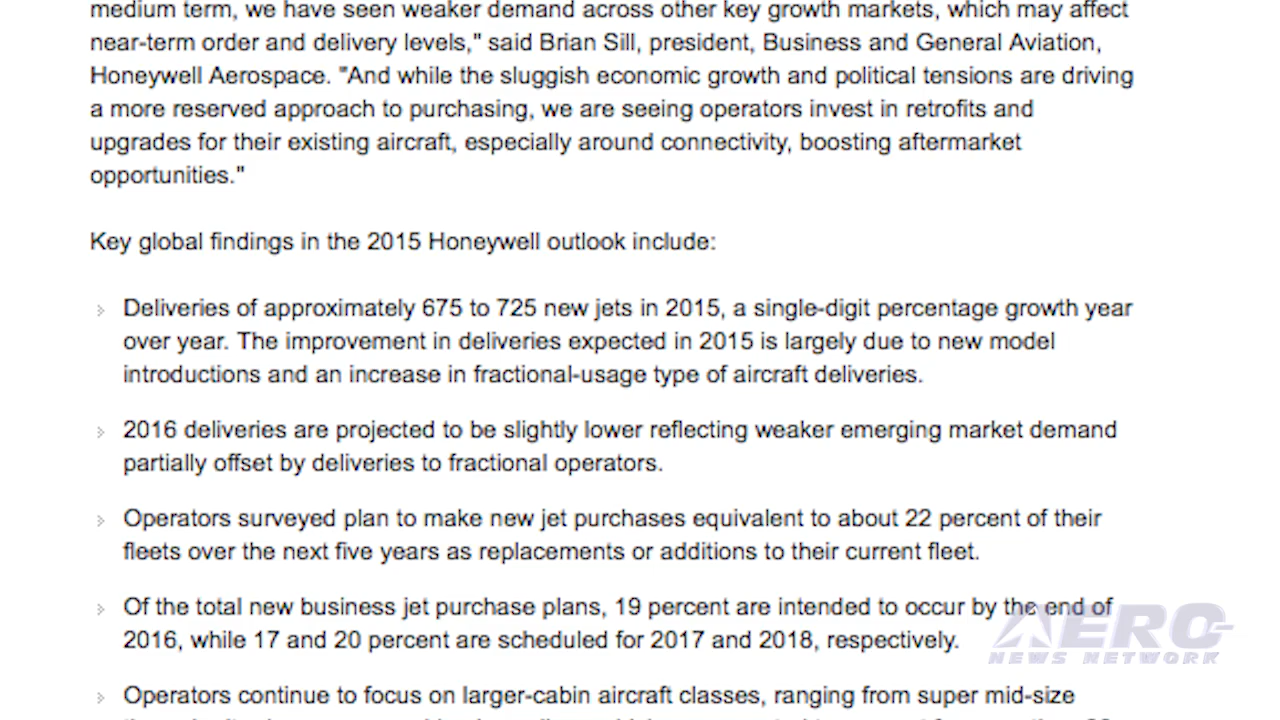 medium term, we have seen weaker demand across other key growth markets, which may affect
near-term order and delivery levels," said Brian Sill, president, Business and General Aviation,
Honeywell Aerospace. "And while the sluggish economic growth and political tensions are driving
a more reserved approach to purchasing, we are seeing operators invest in retrofits and
upgrades for their existing aircraft, especially around connectivity, boosting aftermarket
opportunities."
Key global findings in the 2015 Honeywell outlook include:
Deliveries of approximately 675 to 725 new jets in 2015, a single-digit percentage growth year
over year. The improvement in deliveries expected in 2015 is largely due to new model
introductions and an increase in fractional-usage type of aircraft deliveries.
2016 deliveries are projected to be slightly lower reflecting weaker emerging market demand
partially offset by deliveries to fractional operators.
Operators surveyed plan to make new jet purchases equivalent to about 22 percent of their
fleets over the next five years as replacements or additions to their current fleet.
Of the total new business jet purchase plans, 19 percent are intended to occur by the end of
2016, while 17 and 20 percent are scheduled for 2017 and 2018, respectively.
AERO
NEWS NETWORK
Operators continue to focus on larger-cabin aircraft classes, ranging from super mid-size